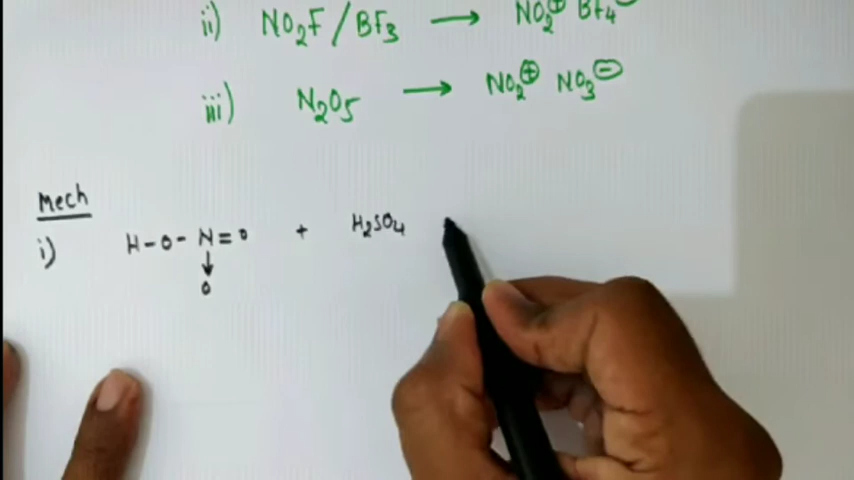 ii) NO₂F / BF₃ ⟶ NO₂⊕ BF₄⊖
iii) N₂O₅ ⟶ NO₂⊕ NO₃⊖
Mech
i) H-O-N=O + H₂SO₄
↓
O